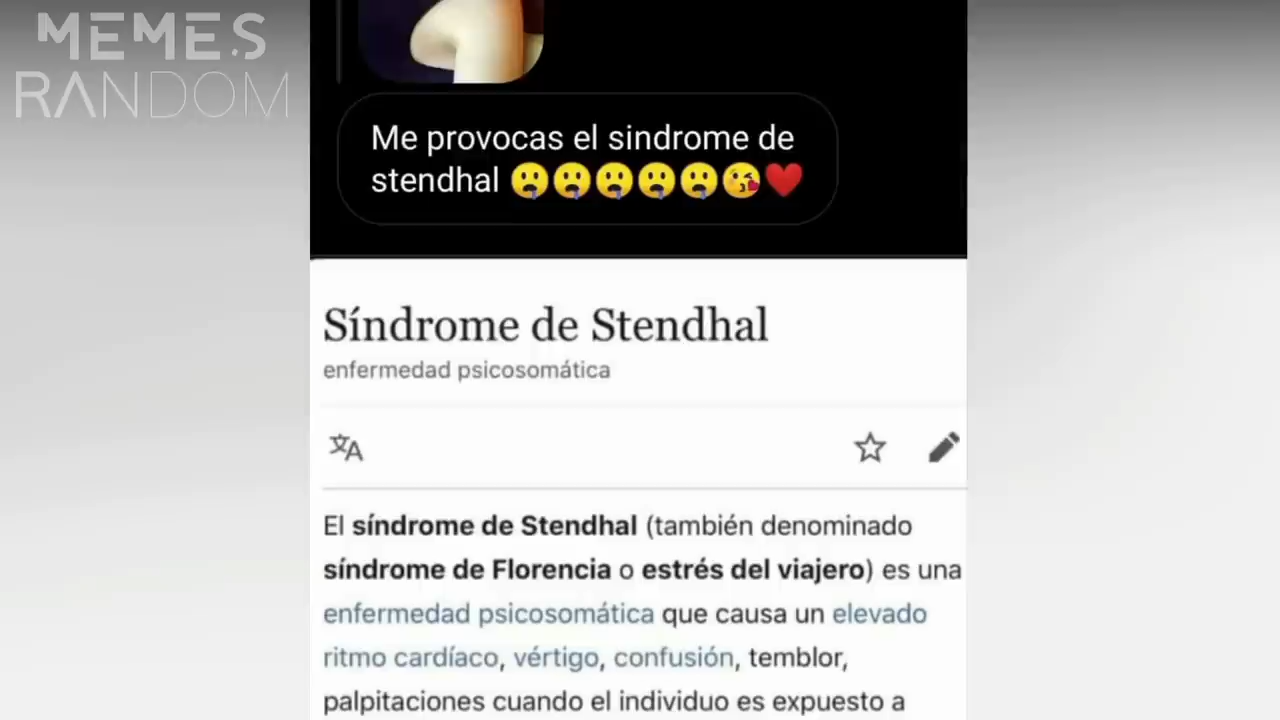 MEMES
RANDOM
Me provocas el sindrome de
stendhal 🤤🤤🤤🤤🤤😘❤️
Síndrome de Stendhal
enfermedad psicosomática
El síndrome de Stendhal (también denominado
síndrome de Florencia o estrés del viajero) es una
enfermedad psicosomática que causa un elevado
ritmo cardíaco, vértigo, confusión, temblor,
palpitaciones cuando el individuo es expuesto a